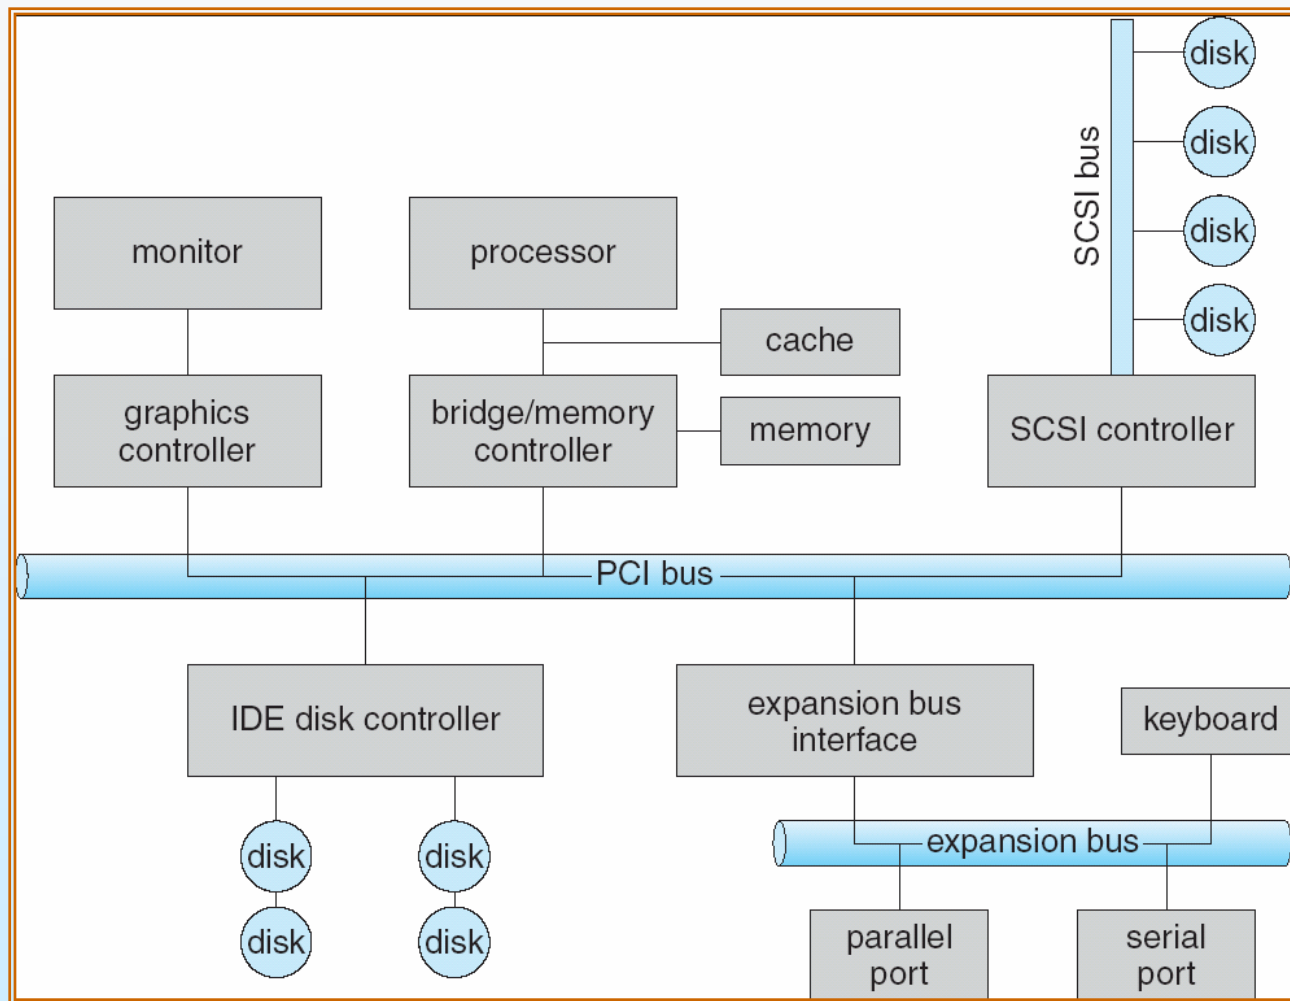 disk
disk
disk
disk
SCSI bus
monitor
processor
cache
graphics
controller
bridge/memory
controller
memory
SCSI controller
PCI bus
IDE disk controller
expansion bus
interface
keyboard
expansion bus
disk
disk
disk
disk
parallel
port
serial
port